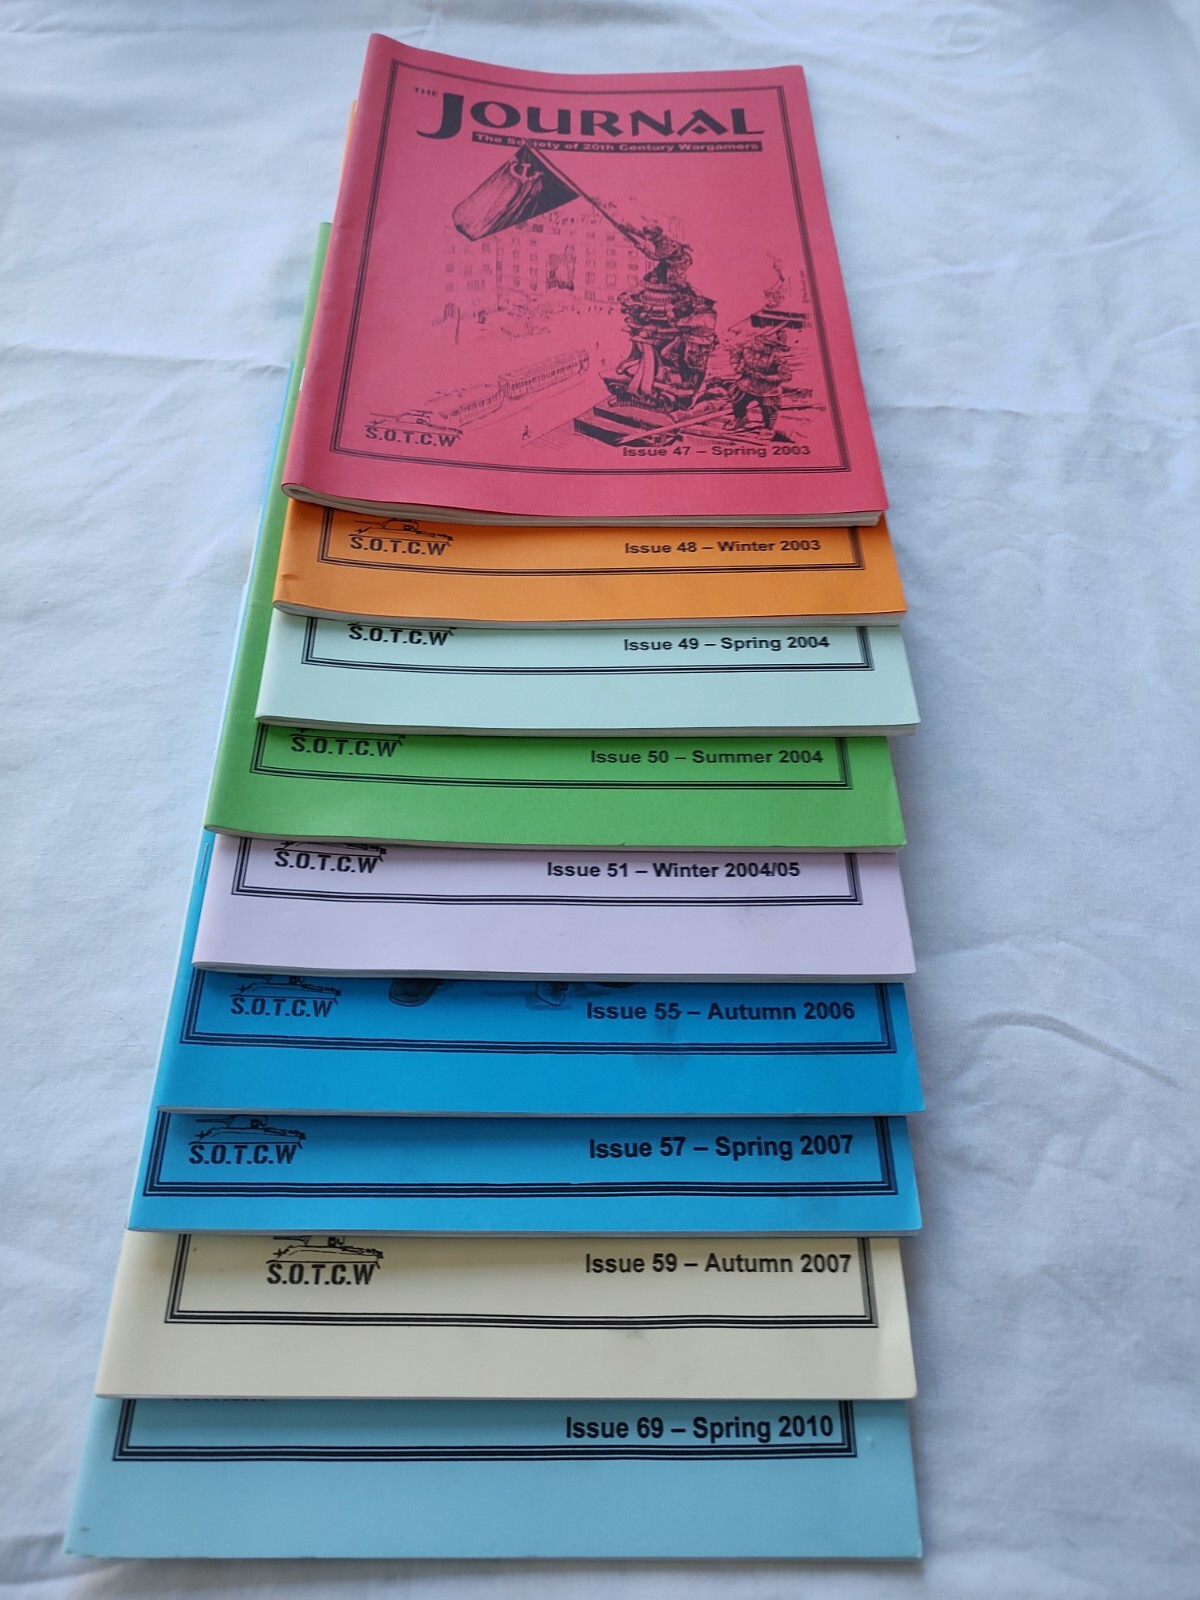 THE
JOURNAL
The Society of 20th Century Wargamers
S.O.T.C.W
Issue 47 – Spring 2003
S.O.T.C.W
Issue 48 – Winter 2003
S.O.T.C.W
Issue 49 – Spring 2004
S.O.T.C.W
Issue 50 – Summer 2004
S.O.T.C.W
Issue 51 – Winter 2004/05
S.O.T.C.W
Issue 55 – Autumn 2006
S.O.T.C.W
Issue 57 – Spring 2007
S.O.T.C.W
Issue 59 – Autumn 2007
Issue 69 – Spring 2010